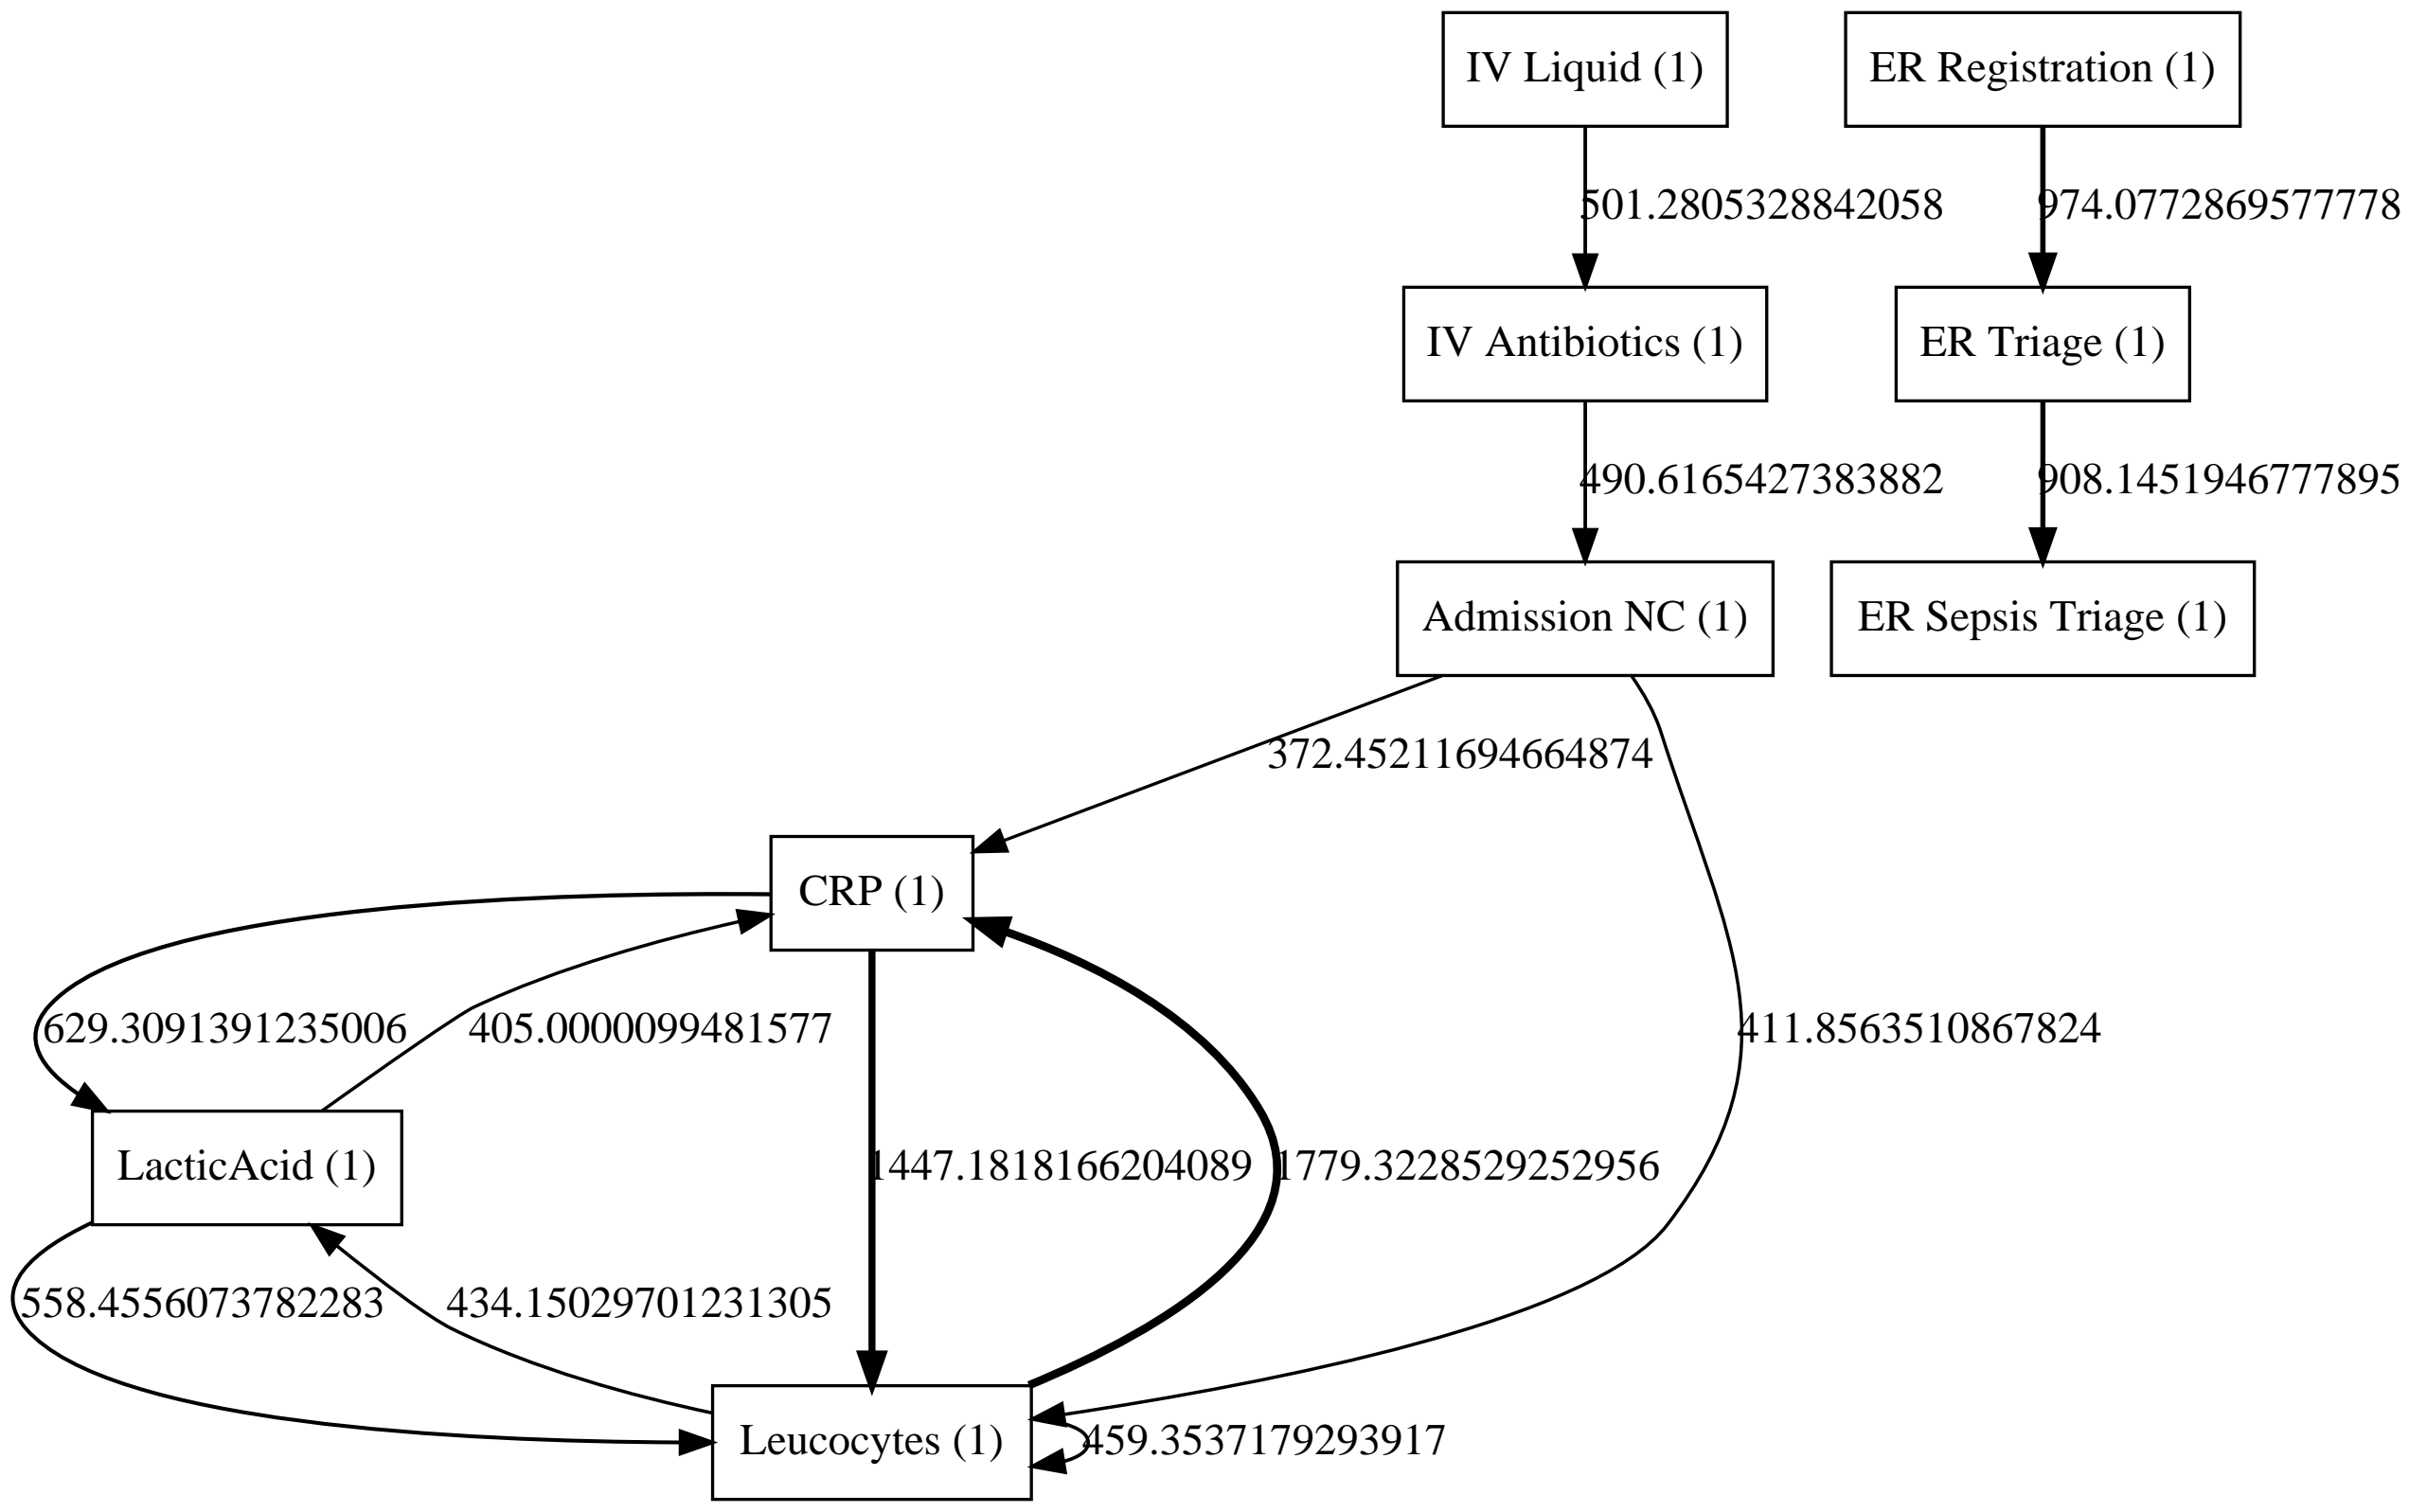 IV Liquid (1)
ER Registration (1)
501.2805328842058
974.0772869577778
IV Antibiotics (1)
ER Triage (1)
490.6165427383882
908.1451946777895
Admission NC (1)
ER Sepsis Triage (1)
372.45211694664874
CRP (1)
629.3091391235006
405.0000099481577
411.8563510867824
LacticAcid (1)
1447.1818166204089
1779.3228529252956
558.4556073782283
434.15029701231305
Leucocytes (1)
459.3537179293917